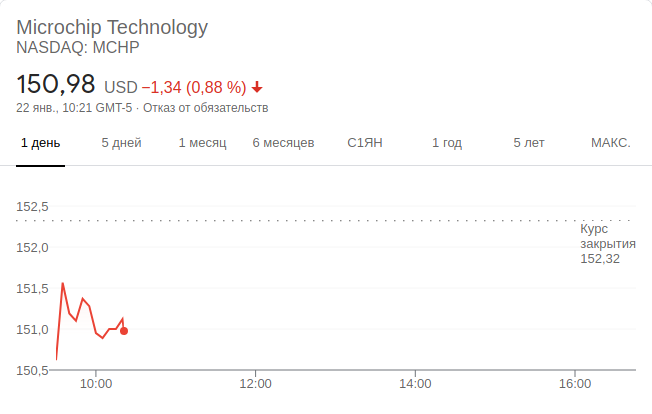 Microchip Technology
NASDAQ: MCHP
150,98 USD −1,34 (0,88 %)
22 янв., 10:21 GMT-5 · Отказ от обязательств
1 день 5 дней 1 месяц 6 месяцев С1ЯН 1 год 5 лет МАКС.
152,5
Курс
152,0 закрытия
152,32
151,5
151,0
150,5
10:00 12:00 14:00 16:00